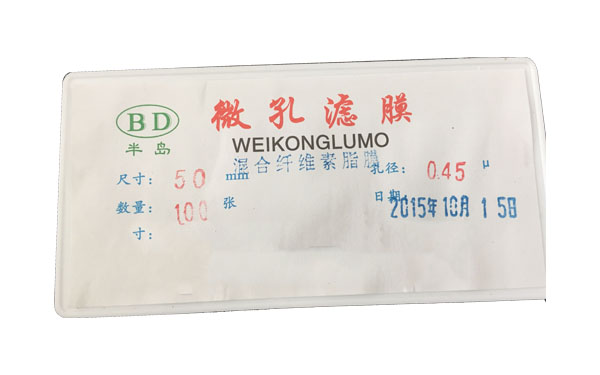 BD
半岛
微孔滤膜
WEIKONGLUMO
混合纤维素脂膜
尺寸: 50 mm
孔径: 0.45 μ
数量: 100 张
日期: 2015年10月15日
寸: